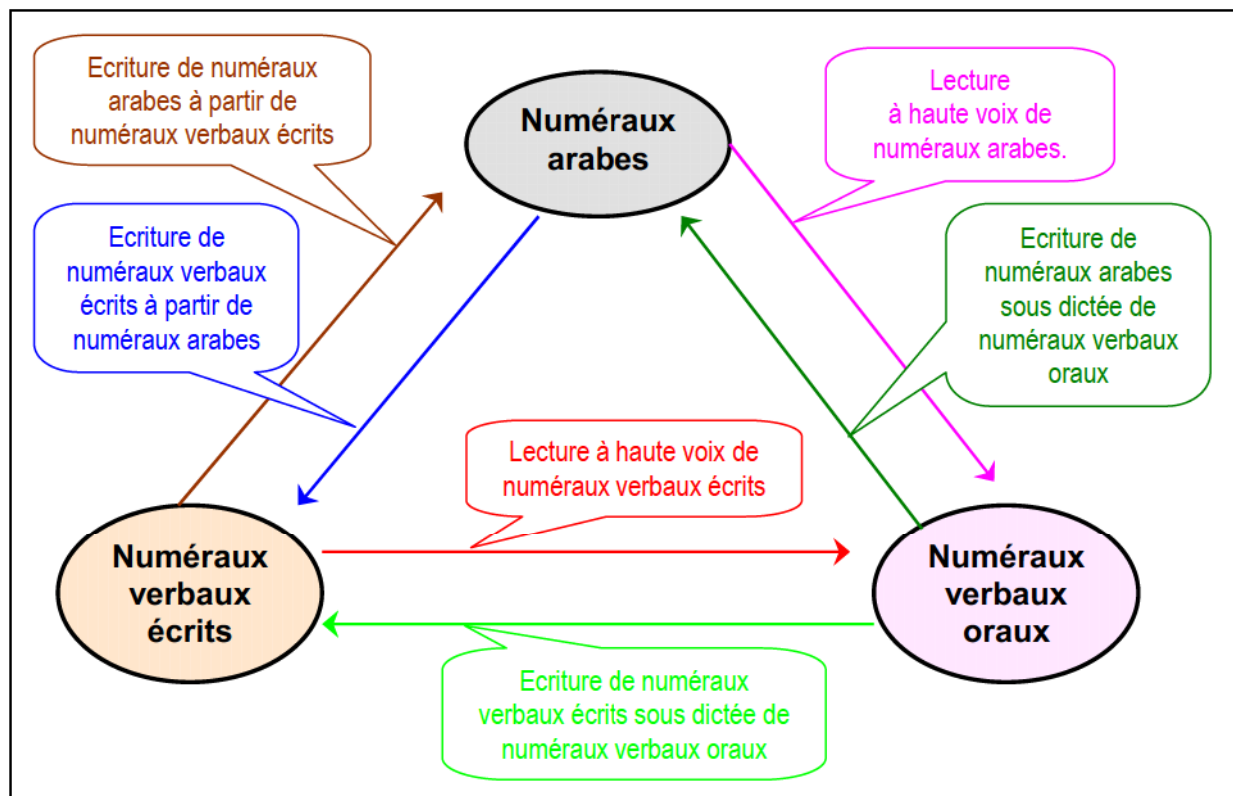 Ecriture de numéraux
arabes à partir de
numéraux verbaux écrits
Numéraux
arabes
Lecture
à haute voix de
numéraux arabes.
Ecriture de
numéraux verbaux
écrits à partir de
numéraux arabes
Ecriture de
numéraux arabes
sous dictée de
numéraux verbaux
oraux
Lecture à haute voix de
numéraux verbaux écrits
Numéraux
verbaux
écrits
Numéraux
verbaux
oraux
Ecriture de numéraux
verbaux écrits sous dictée de
numéraux verbaux oraux